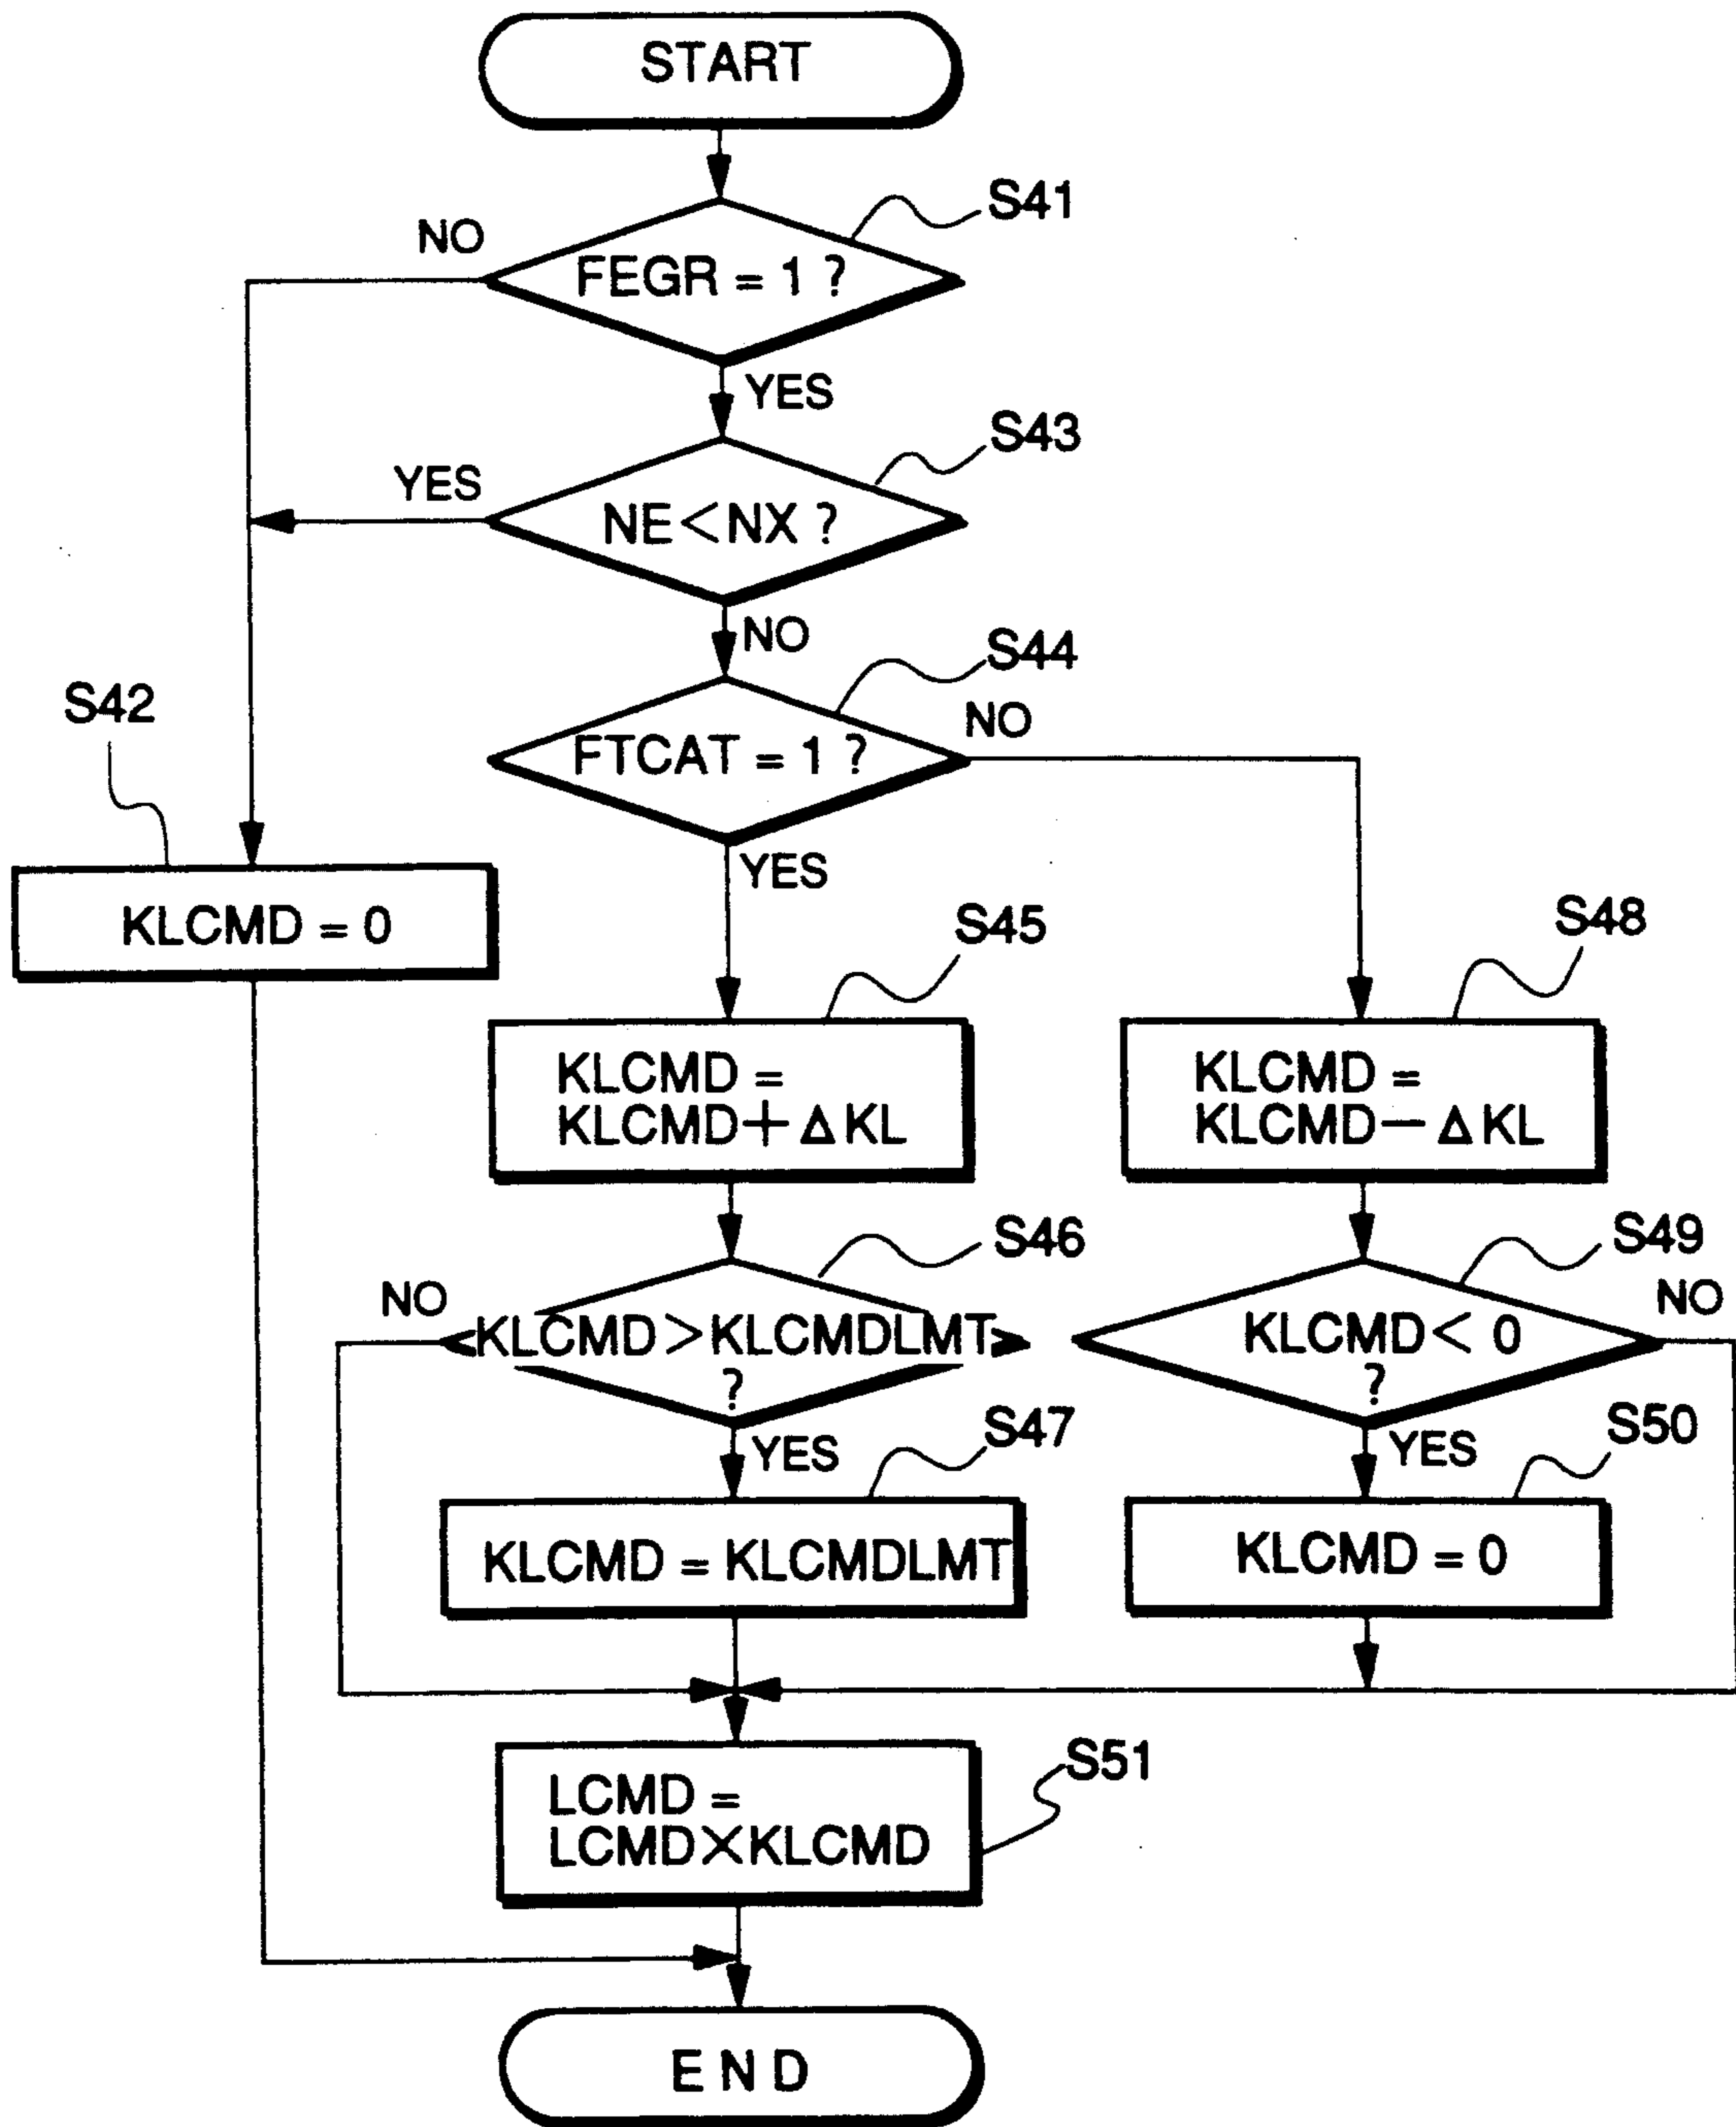 START
S41
NO
FEGR = 1 ?
YES
S43
YES
NE<NX ?
NO
S44
S42
NO
FTCAT = 1 ?
YES
KLCMD = 0
S45
S48
KLCMD =
KLCMD+ΔKL
KLCMD =
KLCMD−ΔKL
S46
S49
NO
NO
KLCMD>KLCMDLMT
?
KLCMD< 0
?
S47
S50
YES
YES
KLCMD = KLCMDLMT
KLCMD = 0
S51
LCMD =
LCMD×KLCMD
END